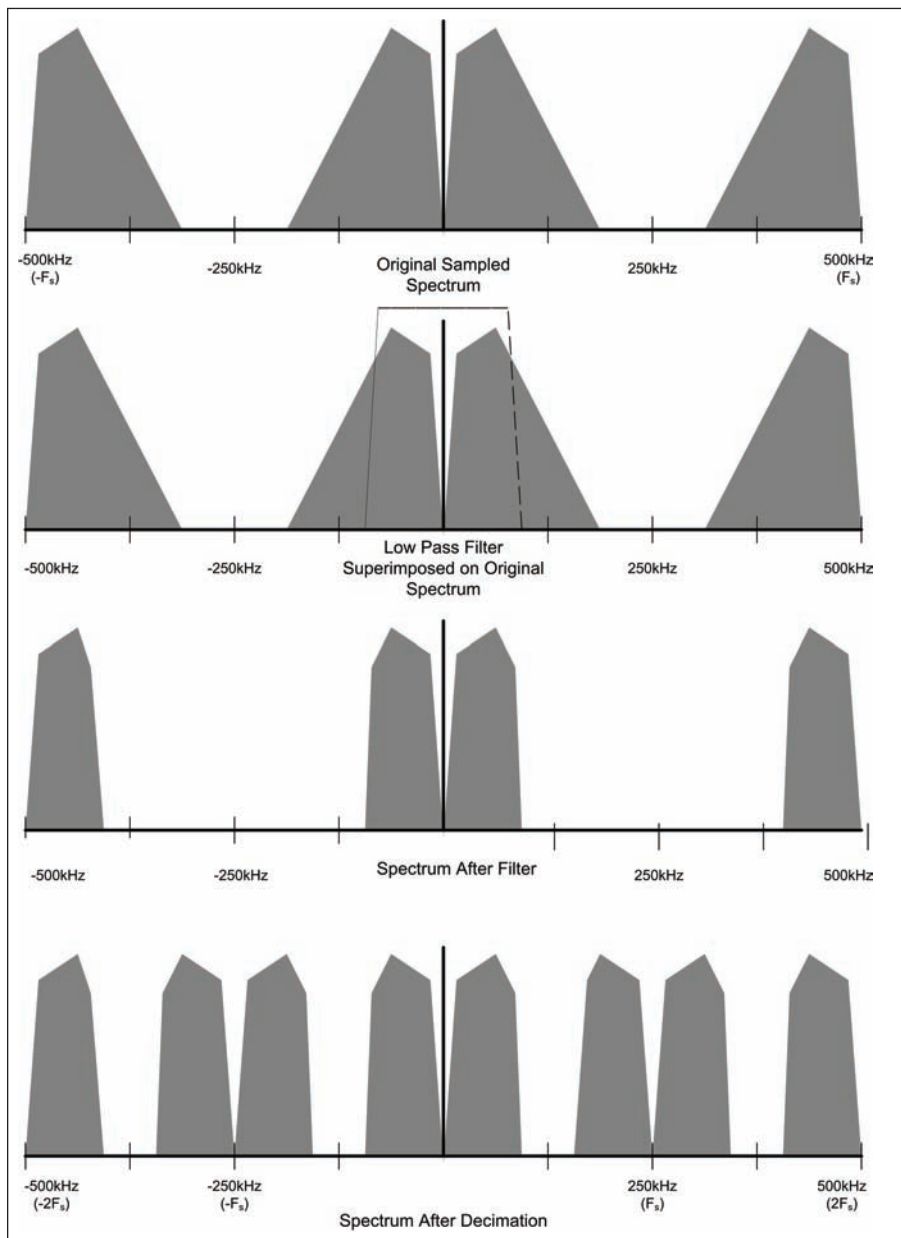 -500kHz
(-Fₛ)
-250kHz
Original Sampled
Spectrum
250kHz
500kHz
(Fₛ)
-500kHz
-250kHz
Low Pass Filter
Superimposed on Original
Spectrum
250kHz
500kHz
-500kHz
-250kHz
Spectrum After Filter
250kHz
500kHz
-500kHz
(-2Fₛ)
-250kHz
(-Fₛ)
250kHz
(Fₛ)
500kHz
(2Fₛ)
Spectrum After Decimation